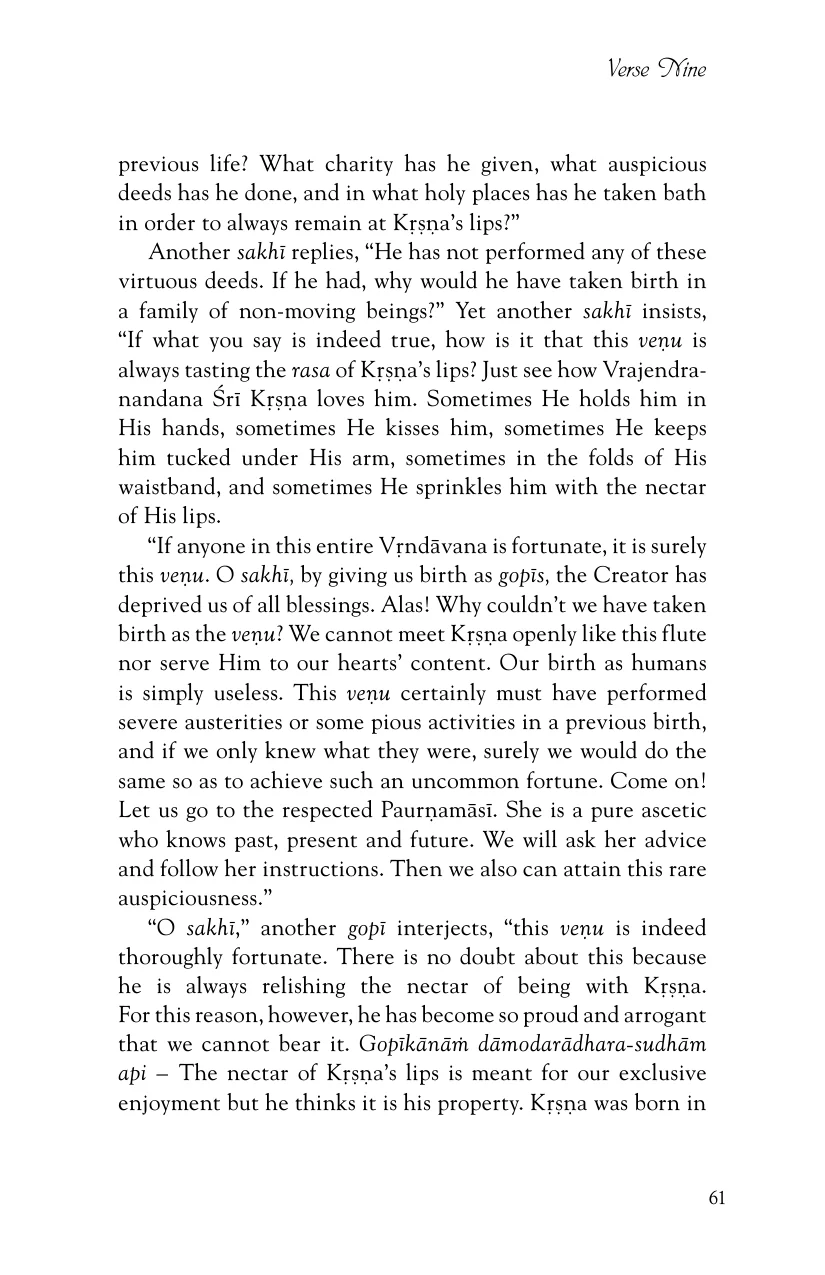 Verse Nine
previous life? What charity has he given, what auspicious
deeds has he done, and in what holy places has he taken bath
in order to always remain at Kṛṣṇa’s lips?”
Another sakhī replies, “He has not performed any of these
virtuous deeds. If he had, why would he have taken birth in
a family of non-moving beings?” Yet another sakhī insists,
“If what you say is indeed true, how is it that this veṇu is
always tasting the rasa of Kṛṣṇa’s lips? Just see how Vrajendra-
nandana Śrī Kṛṣṇa loves him. Sometimes He holds him in
His hands, sometimes He kisses him, sometimes He keeps
him tucked under His arm, sometimes in the folds of His
waistband, and sometimes He sprinkles him with the nectar
of His lips.
“If anyone in this entire Vṛndāvana is fortunate, it is surely
this veṇu. O sakhī, by giving us birth as gopīs, the Creator has
deprived us of all blessings. Alas! Why couldn’t we have taken
birth as the veṇu? We cannot meet Kṛṣṇa openly like this flute
nor serve Him to our hearts’ content. Our birth as humans
is simply useless. This veṇu certainly must have performed
severe austerities or some pious activities in a previous birth,
and if we only knew what they were, surely we would do the
same so as to achieve such an uncommon fortune. Come on!
Let us go to the respected Paurṇamāsī. She is a pure ascetic
who knows past, present and future. We will ask her advice
and follow her instructions. Then we also can attain this rare
auspiciousness.”
“O sakhī,” another gopī interjects, “this veṇu is indeed
thoroughly fortunate. There is no doubt about this because
he is always relishing the nectar of being with Kṛṣṇa.
For this reason, however, he has become so proud and arrogant
that we cannot bear it. Gopīkānāṁ dāmodarādhara-sudhām
api – The nectar of Kṛṣṇa’s lips is meant for our exclusive
enjoyment but he thinks it is his property. Kṛṣṇa was born in
61